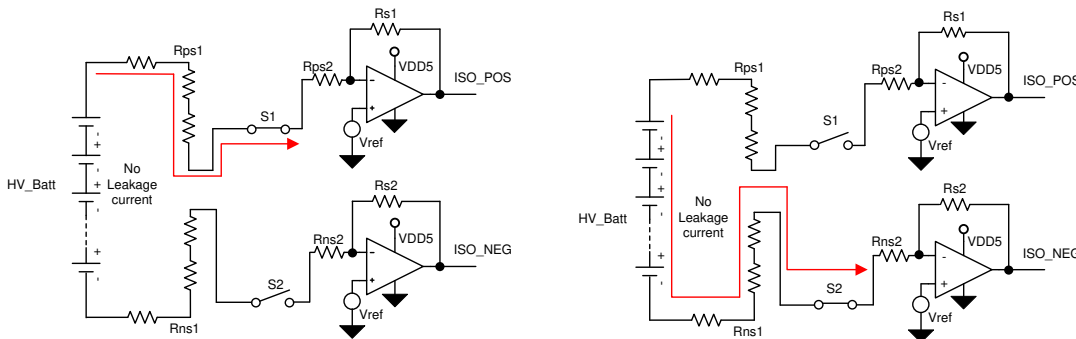 Rs1
Rps1
Rps2
VDD5
ISO_POS
-
+
S1
Vref
No
Leakage
current
HV_Batt
-
+
-
+
-
+
-
Rs2
Rns2
VDD5
ISO_NEG
-
+
S2
Vref
Rns1
Rs1
Rps1
Rps2
VDD5
ISO_POS
-
+
S1
Vref
No
Leakage
current
HV_Batt
-
+
-
+
-
+
-
Rs2
Rns2
VDD5
ISO_NEG
-
+
S2
Vref
Rns1